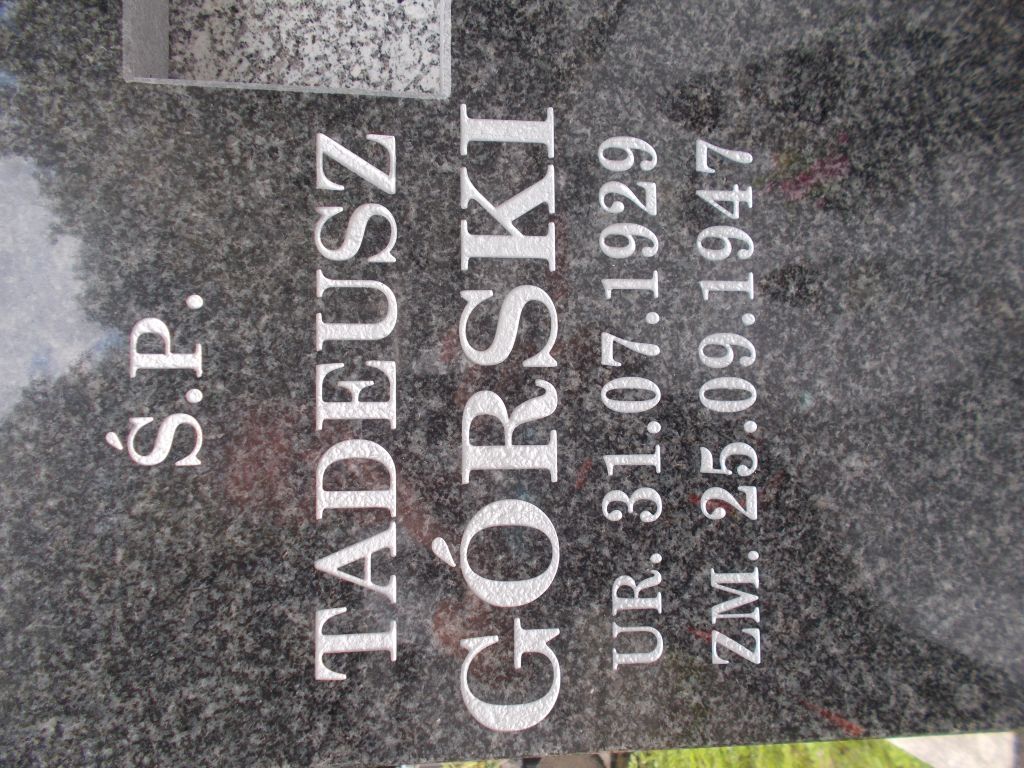 Ś.P.
TADEUSZ
GÓRSKI
UR. 31.07.1929
ZM. 25.09.1947